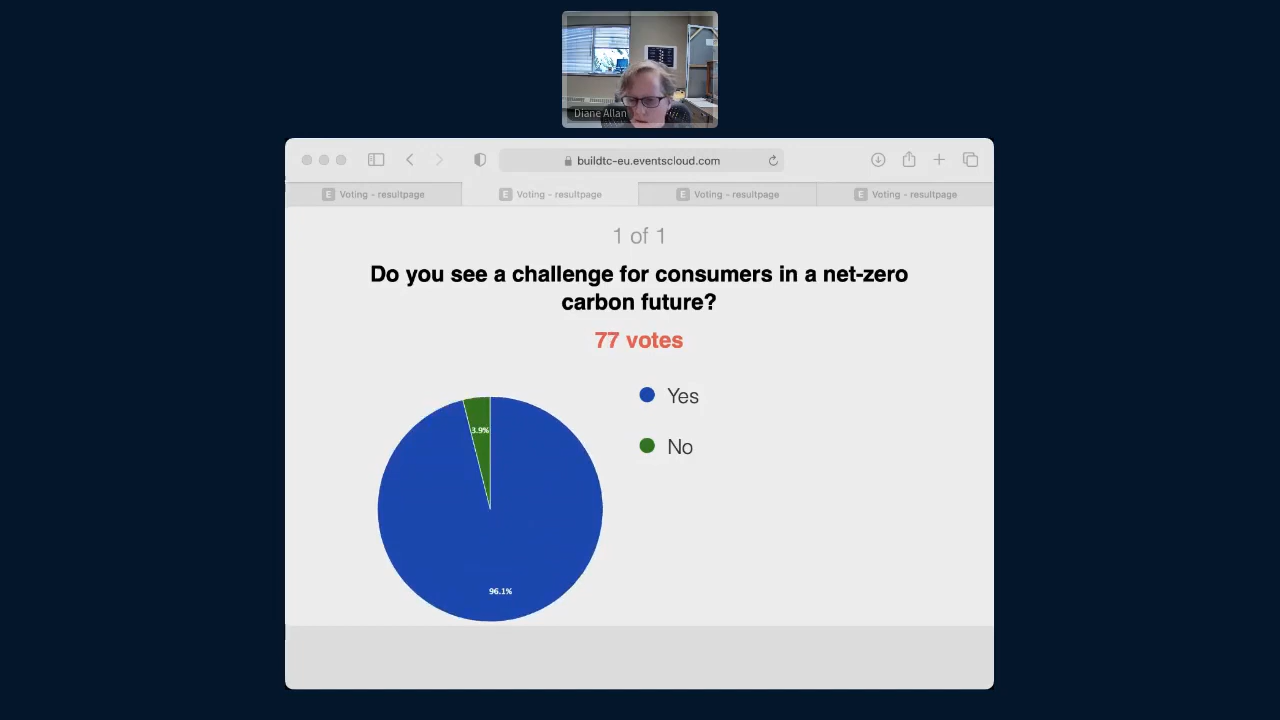 Diane Allan
buildtc-eu.eventscloud.com
E Voting - resultpage
E Voting - resultpage
E Voting - resultpage
E Voting - resultpage
1 of 1
Do you see a challenge for consumers in a net-zero
carbon future?
77 votes
Yes
No
3.9%
96.1%